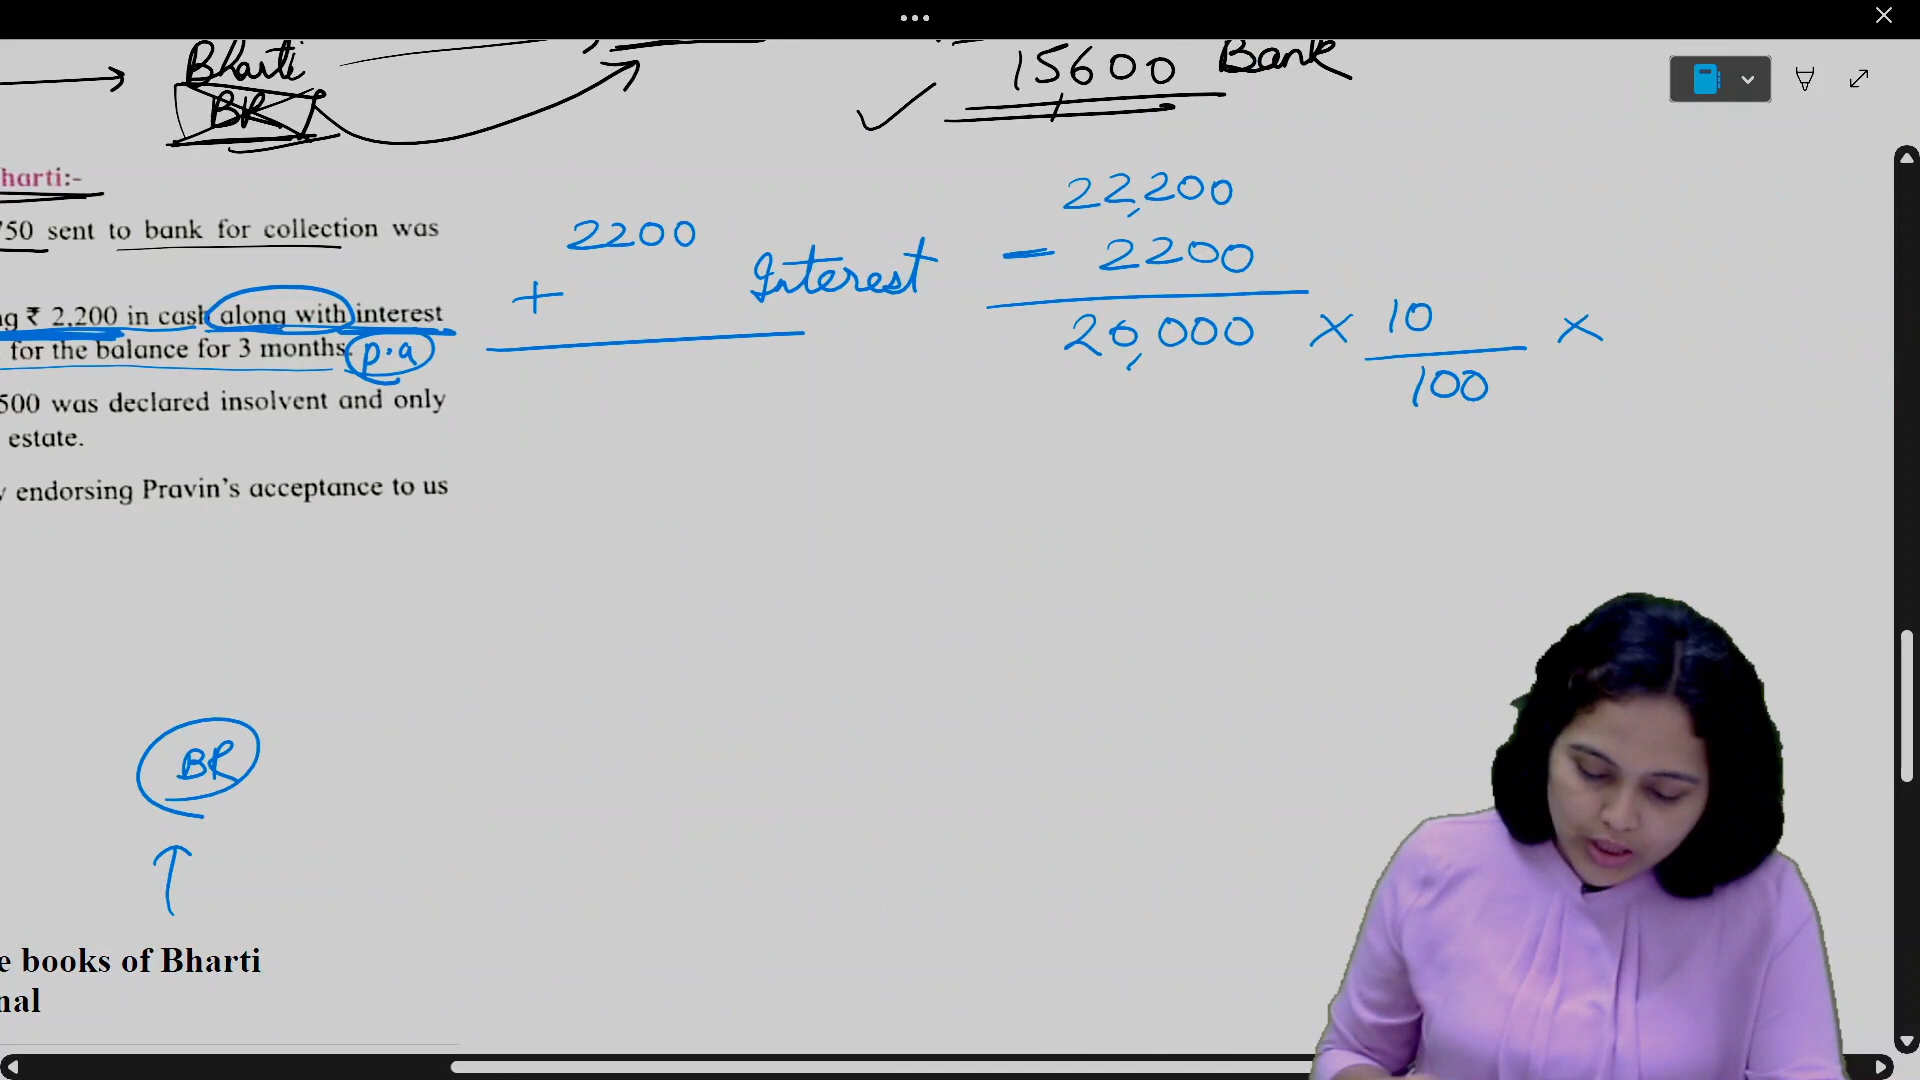 Bharti
BR
15600 Bank
harti:-
750 sent to bank for collection was
ng ₹ 2,200 in cash along with interest
for the balance for 3 months. p.a
500 was declared insolvent and only
estate.
y endorsing Pravin's acceptance to us
2200
+ Interest
22,200
- 2200
20,000 × 10 ×
100
BR
e books of Bharti
nal